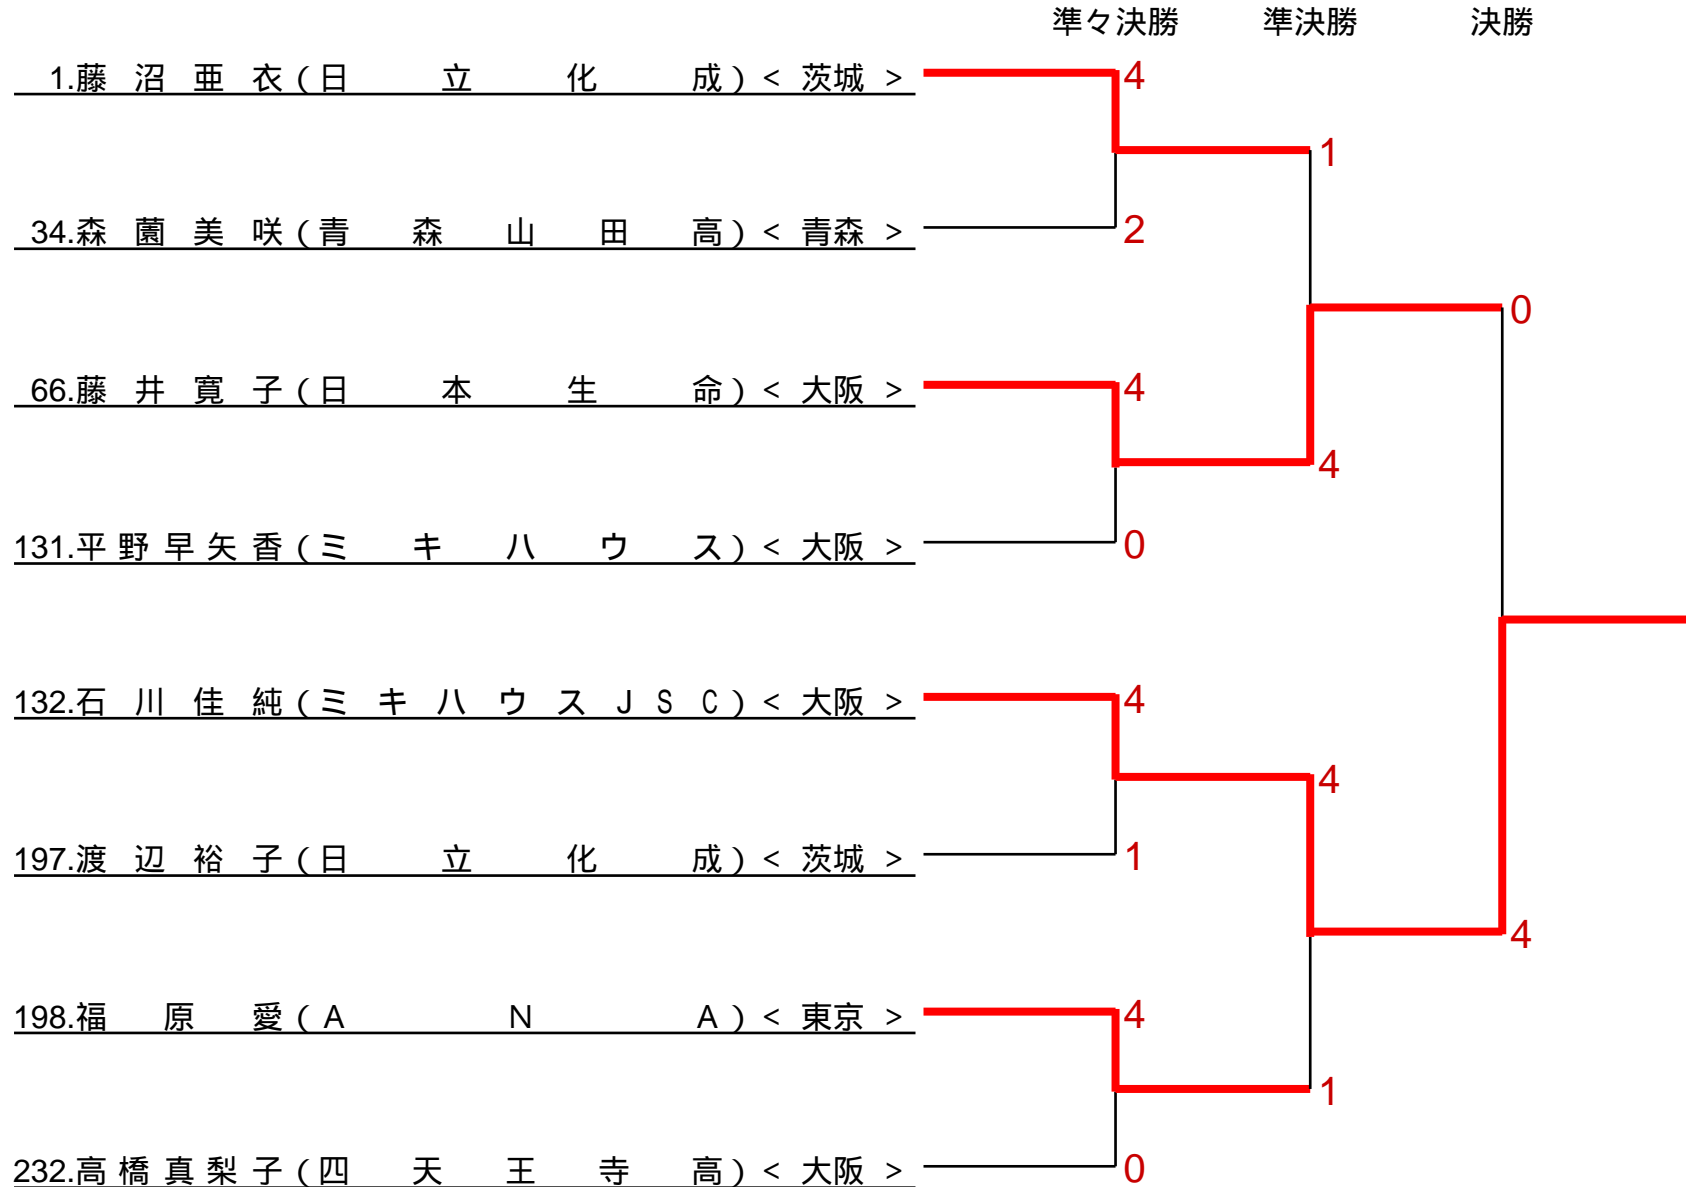 準々決勝 準決勝 決勝
1.藤沼亜衣(日立化成)<茨城> 4
1
34.森薗美咲(青森山田高)<青森> 2
0
66.藤井寛子(日本生命)<大阪> 4
4
131.平野早矢香(ミキハウス)<大阪> 0
132.石川佳純(ミキハウスJSC)<大阪> 4
4
197.渡辺裕子(日立化成)<茨城> 1
4
198.福原愛(ANA)<東京> 4
1
232.高橋真梨子(四天王寺高)<大阪> 0